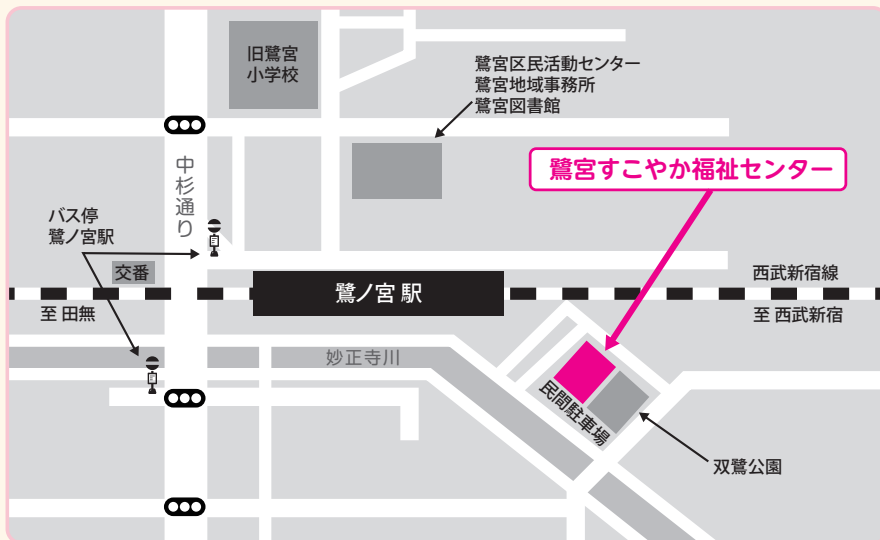 旧鷺宮
小学校
鷺宮区民活動センター
鷺宮地域事務所
鷺宮図書館
鷺宮すこやか福祉センター
中杉通り
バス停
鷺ノ宮駅
交番
西武新宿線
鷺ノ宮 駅
至 田無
至 西武新宿
妙正寺川
民間駐車場
双鷺公園